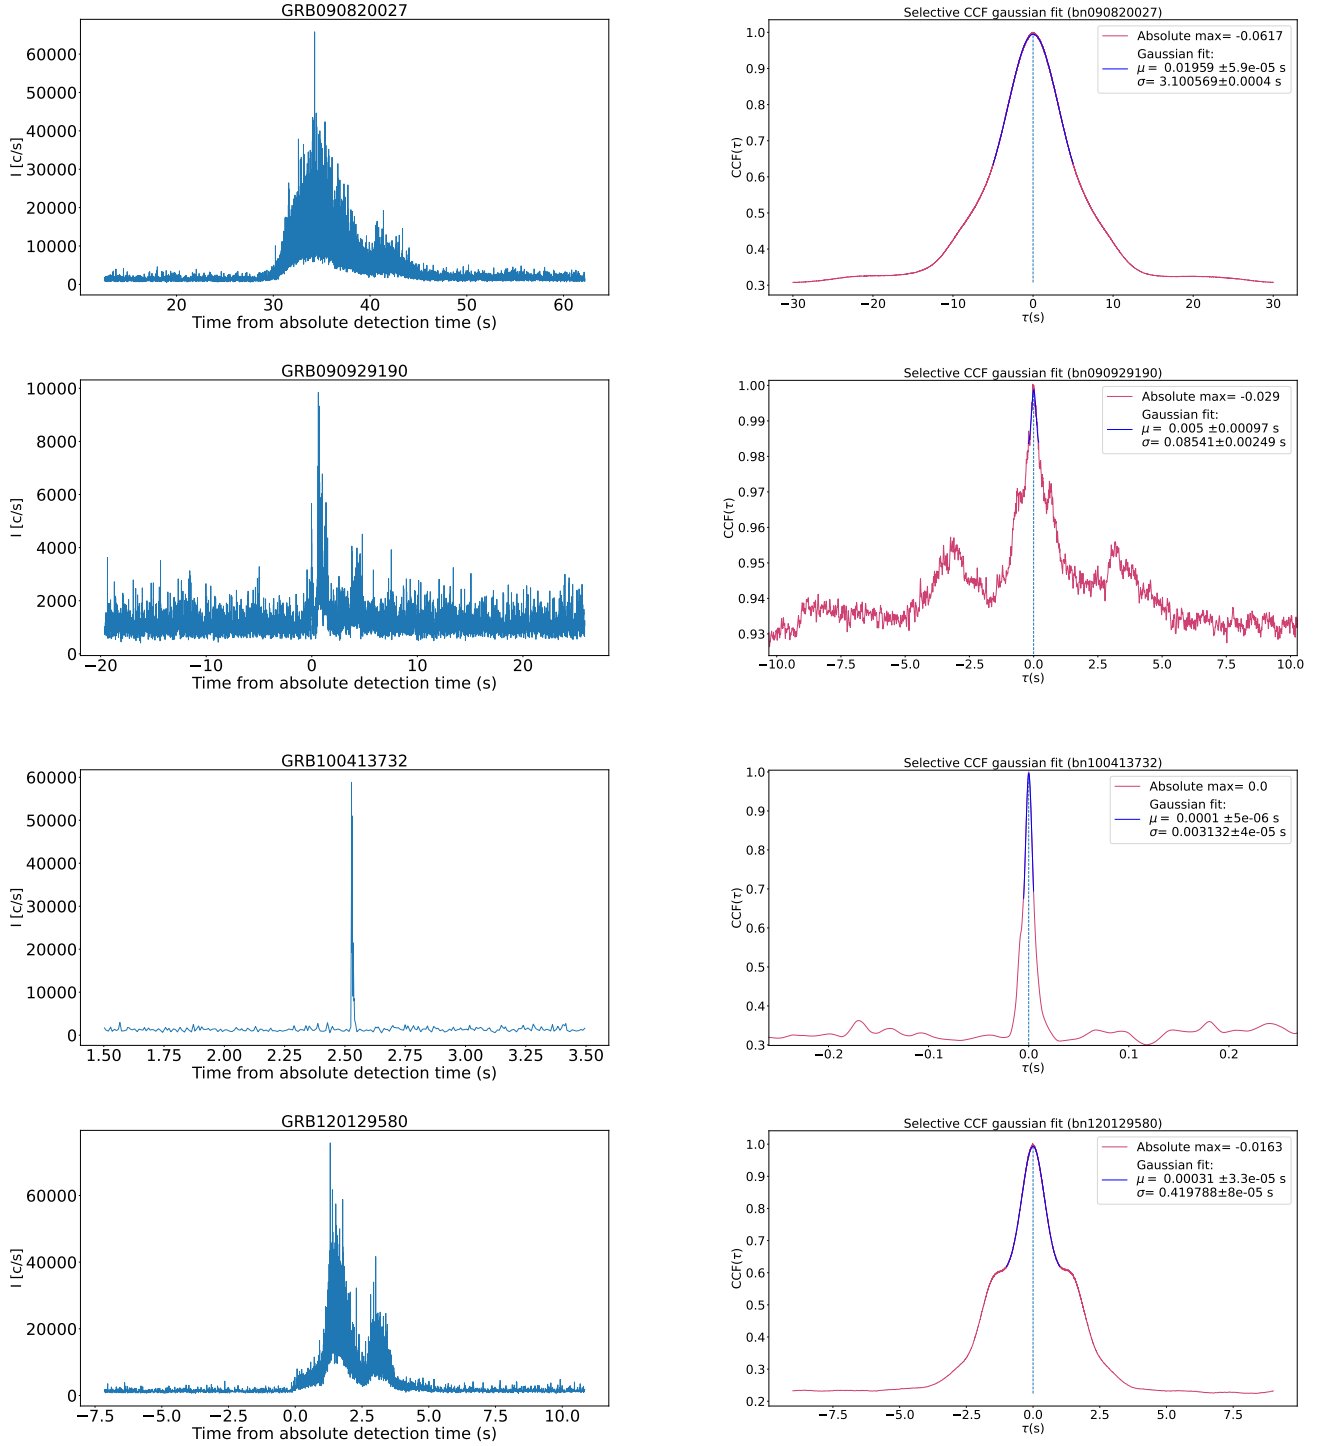 GRB090820027
60000
50000
40000
30000
20000
10000
0
I [c/s]
20 30 40 50 60
Time from absolute detection time (s)
Selective CCF gaussian fit (bn090820027)
Absolute max= -0.0617
Gaussian fit:
μ = 0.01959 ±5.9e-05 s
σ= 3.100569±0.0004 s
1.0
0.9
0.8
0.7
0.6
0.5
0.4
0.3
CCF(τ)
−30 −20 −10 0 10 20 30
τ(s)
GRB090929190
10000
8000
6000
4000
2000
0
I [c/s]
−20 −10 0 10 20
Time from absolute detection time (s)
Selective CCF gaussian fit (bn090929190)
Absolute max= -0.029
Gaussian fit:
μ = 0.005 ±0.00097 s
σ= 0.08541±0.00249 s
1.00
0.99
0.98
0.97
0.96
0.95
0.94
0.93
CCF(τ)
−10.0 −7.5 −5.0 −2.5 0.0 2.5 5.0 7.5 10.0
τ(s)
GRB100413732
60000
50000
40000
30000
20000
10000
0
I [c/s]
1.50 1.75 2.00 2.25 2.50 2.75 3.00 3.25 3.50
Time from absolute detection time (s)
Selective CCF gaussian fit (bn100413732)
Absolute max= 0.0
Gaussian fit:
μ = 0.0001 ±5e-06 s
σ= 0.003132±4e-05 s
1.0
0.9
0.8
0.7
0.6
0.5
0.4
0.3
CCF(τ)
−0.2 −0.1 0.0 0.1 0.2
τ(s)
GRB120129580
60000
40000
20000
0
I [c/s]
−7.5 −5.0 −2.5 0.0 2.5 5.0 7.5 10.0
Time from absolute detection time (s)
Selective CCF gaussian fit (bn120129580)
Absolute max= -0.0163
Gaussian fit:
μ = 0.00031 ±3.3e-05 s
σ= 0.419788±8e-05 s
1.0
0.9
0.8
0.7
0.6
0.5
0.4
0.3
0.2
CCF(τ)
−7.5 −5.0 −2.5 0.0 2.5 5.0 7.5
τ(s)